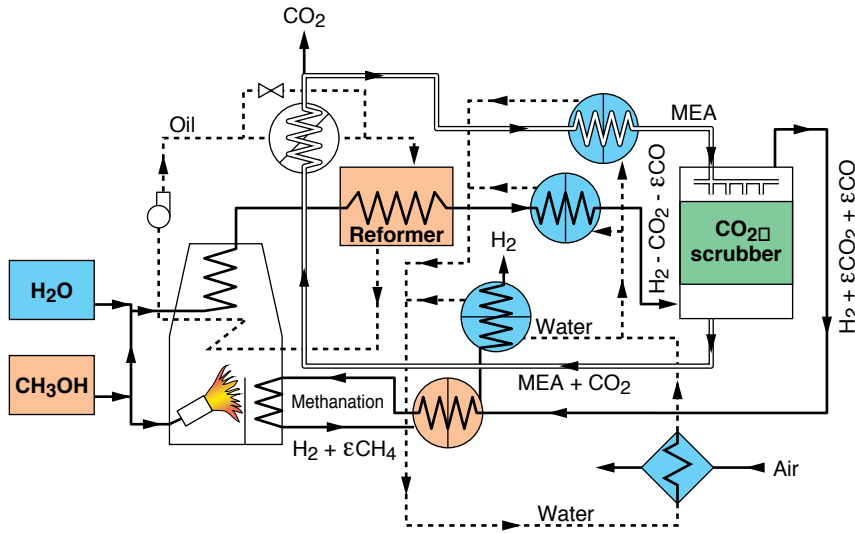 CO₂
Oil
MEA
Reformer
CO₂□
scrubber
H₂ - CO₂ - εCO
H₂ + εCO₂ + εCO
H₂
H₂O
Water
CH₃OH
MEA + CO₂
Methanation
H₂ + εCH₄
Air
Water